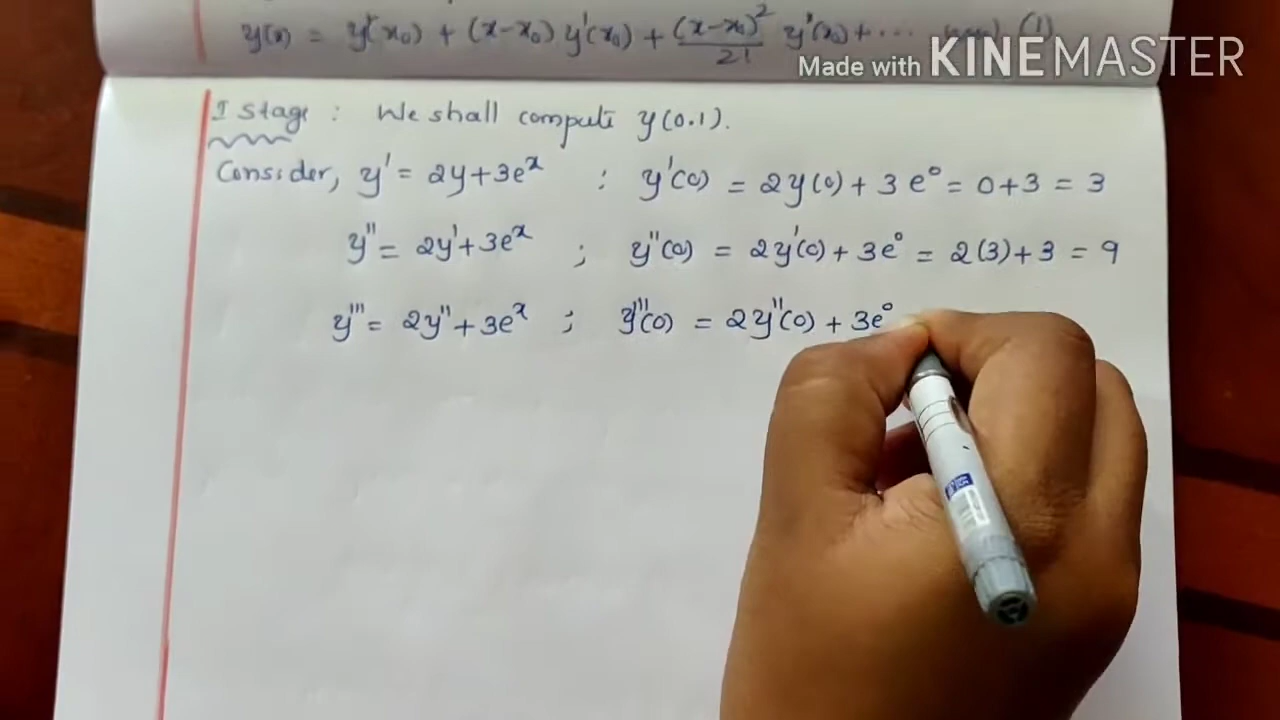 y(x) = y(x₀) + (x-x₀) y'(x₀) + (x-x₀)²/2! y''(x₀) + ... (1)
Made with KINEMASTER
I stage : We shall compute y(0.1).
Consider, y' = 2y+3eˣ : y'(0) = 2y(0) + 3e⁰ = 0+3 = 3
y'' = 2y'+3eˣ ; y''(0) = 2y'(0) + 3e⁰ = 2(3)+3 = 9
y''' = 2y''+3eˣ ; y'''(0) = 2y''(0) + 3e⁰